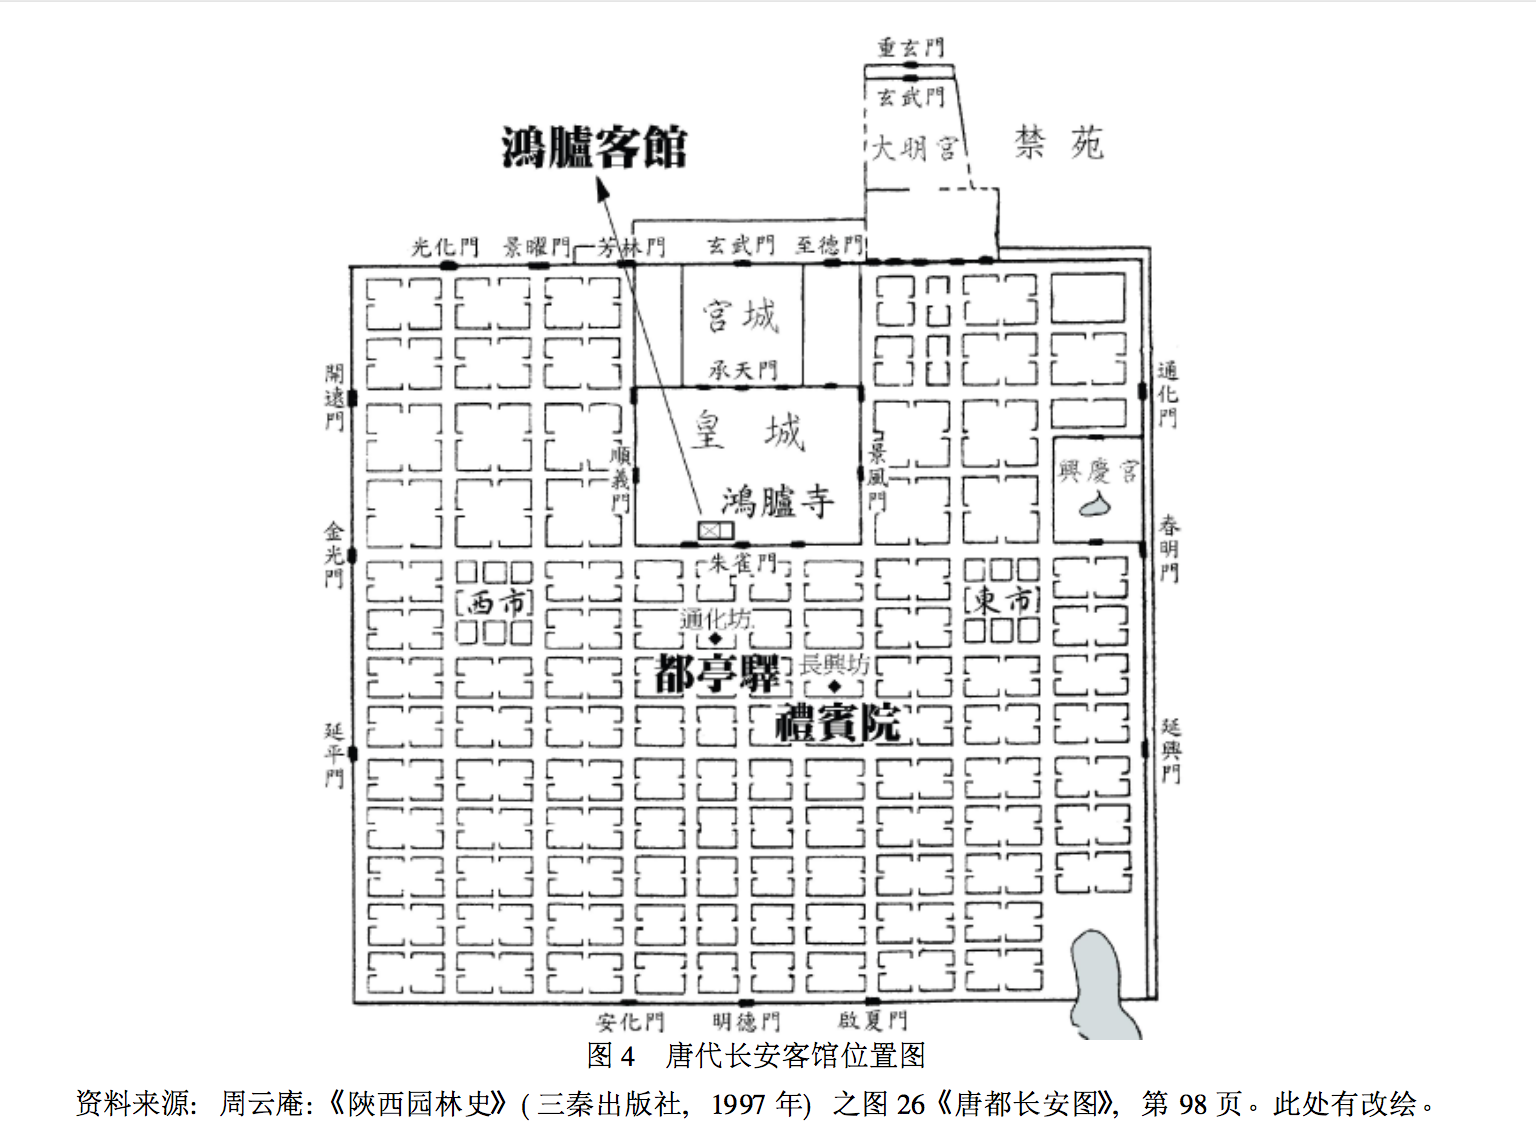 重玄門
玄武門
大明宮
禁苑
鴻臚客館
光化門 景曜門 芳林門 玄武門 至德門
宮城
承天門
開遠門
通化門
皇城
順義門
景風門
興慶宮
鴻臚寺
金光門
春明門
朱雀門
西市
東市
通化坊
都亭驛
長興坊
禮賓院
延平門
延興門
安化門 明德門 啟夏門
图 4 唐代长安客馆位置图
资料来源: 周云庵:《陕西园林史》(三秦出版社, 1997 年) 之图 26《唐都长安图》, 第 98 页。此处有改绘。